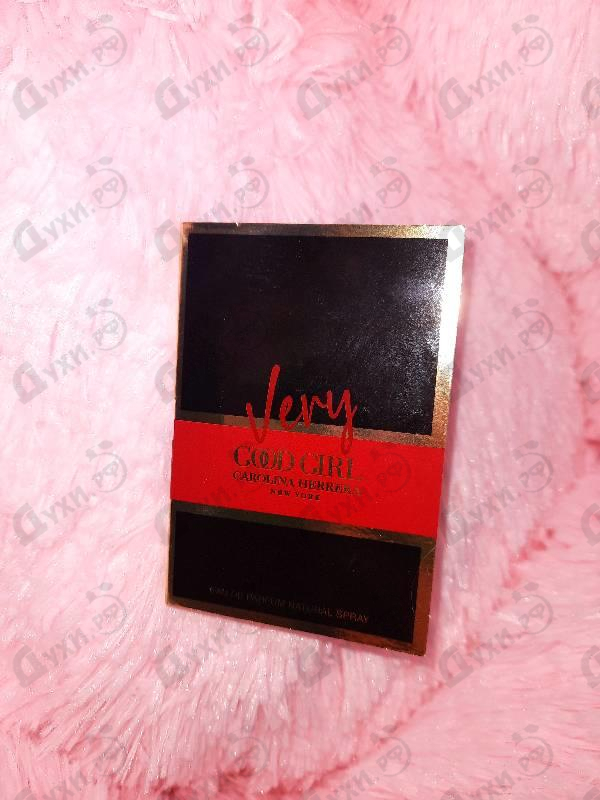 Very
GOOD GIRL
CAROLINA HERRERA
NEW YORK
EAU DE PARFUM NATURAL SPRAY
Духи.рф